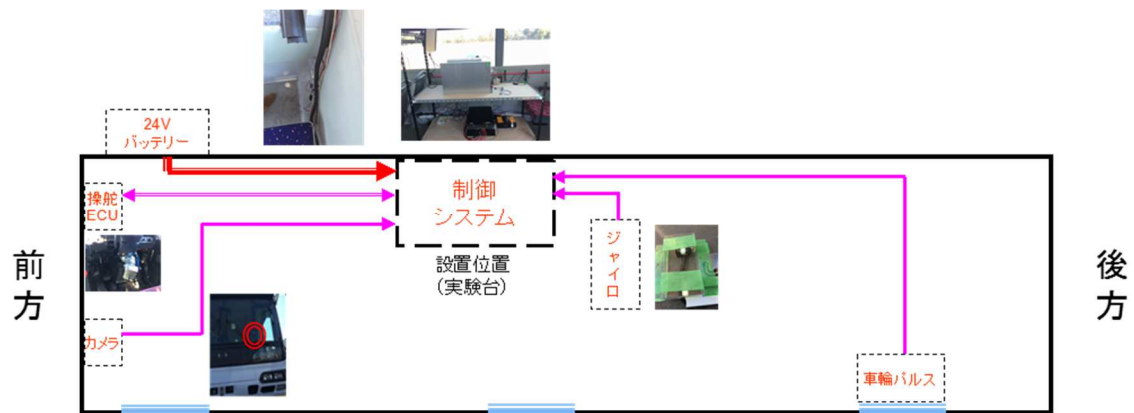 24V
バッテリー
操舵
ECU
制御
システム
設置位置
(実験台)
ジャイロ
前方
後方
カメラ
車輪パルス